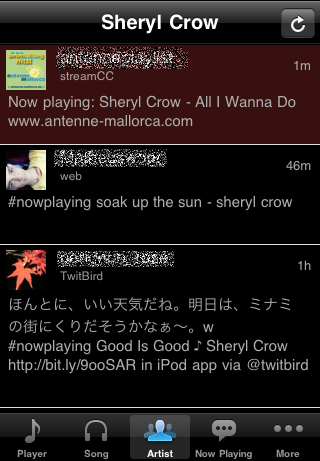 Sheryl Crow
streamCC
1m
Now playing: Sheryl Crow - All I Wanna Do
www.antenne-mallorca.com
web
46m
#nowplaying soak up the sun - sheryl crow
TwitBird
1h
ほんとに、いい天気だね。明日は、ミナミ
の街にくりだそうかなぁ〜。w
#nowplaying Good Is Good ♪ Sheryl Crow
http://bit.ly/9ooSAR in iPod app via @twitbird
Player
Song
Artist
Now Playing
More